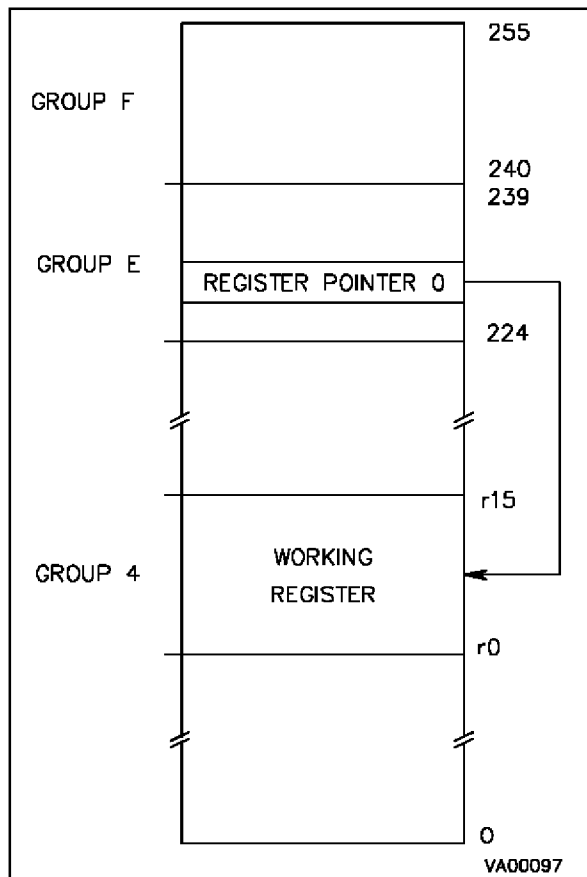 255
GROUP F
240
239
GROUP E
REGISTER POINTER 0
224
r15
WORKING
GROUP 4
REGISTER
r0
0
VA00097